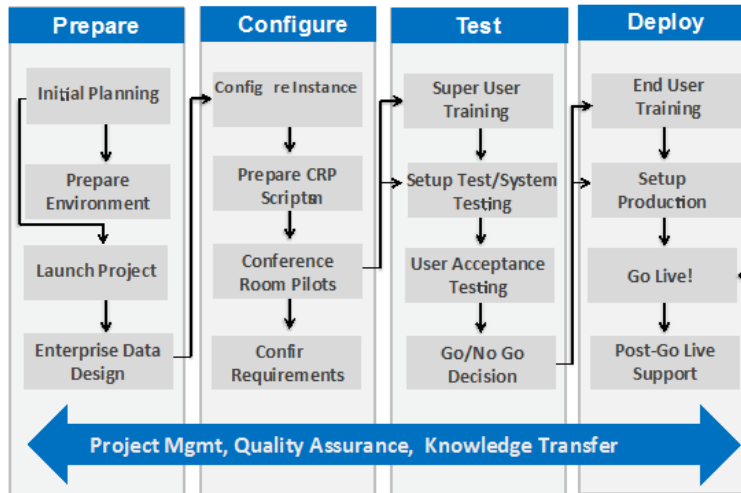 Prepare
Initial Planning
Prepare
Environment
Launch Project
Enterprise Data
Design
Configure
Config re Instance
Prepare CRP
Scriptsm
Conference
Room Pilots
Confir
Requirements
Test
Super User
Training
Setup Test/System
Testing
User Acceptance
Testing
Go/No Go
Decision
Deploy
End User
Training
Setup
Production
Go Live!
Post-Go Live
Support
Project Mgmt, Quality Assurance, Knowledge Transfer